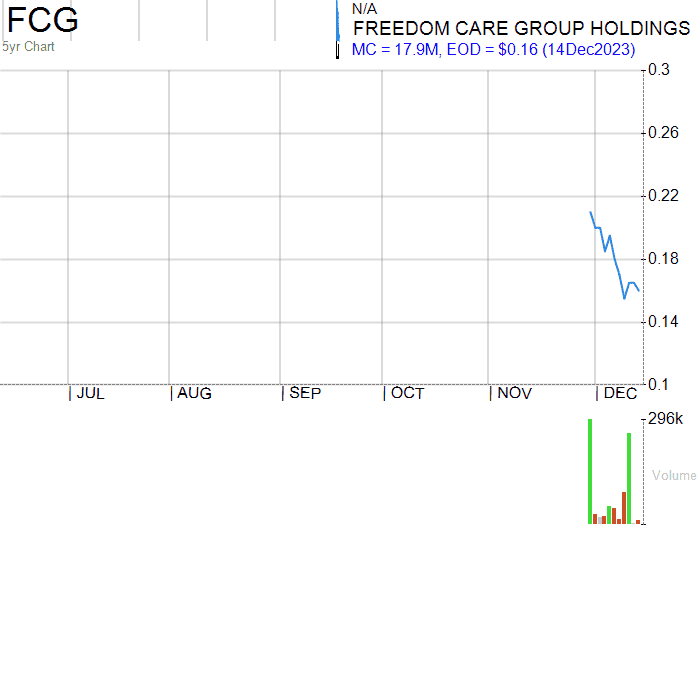 FCG
5yr Chart
N/A
FREEDOM CARE GROUP HOLDINGS
MC = 17.9M, EOD = $0.16 (14Dec2023)
0.3
0.26
0.22
0.18
0.14
0.1
JUL AUG SEP OCT NOV DEC
296k
Volume